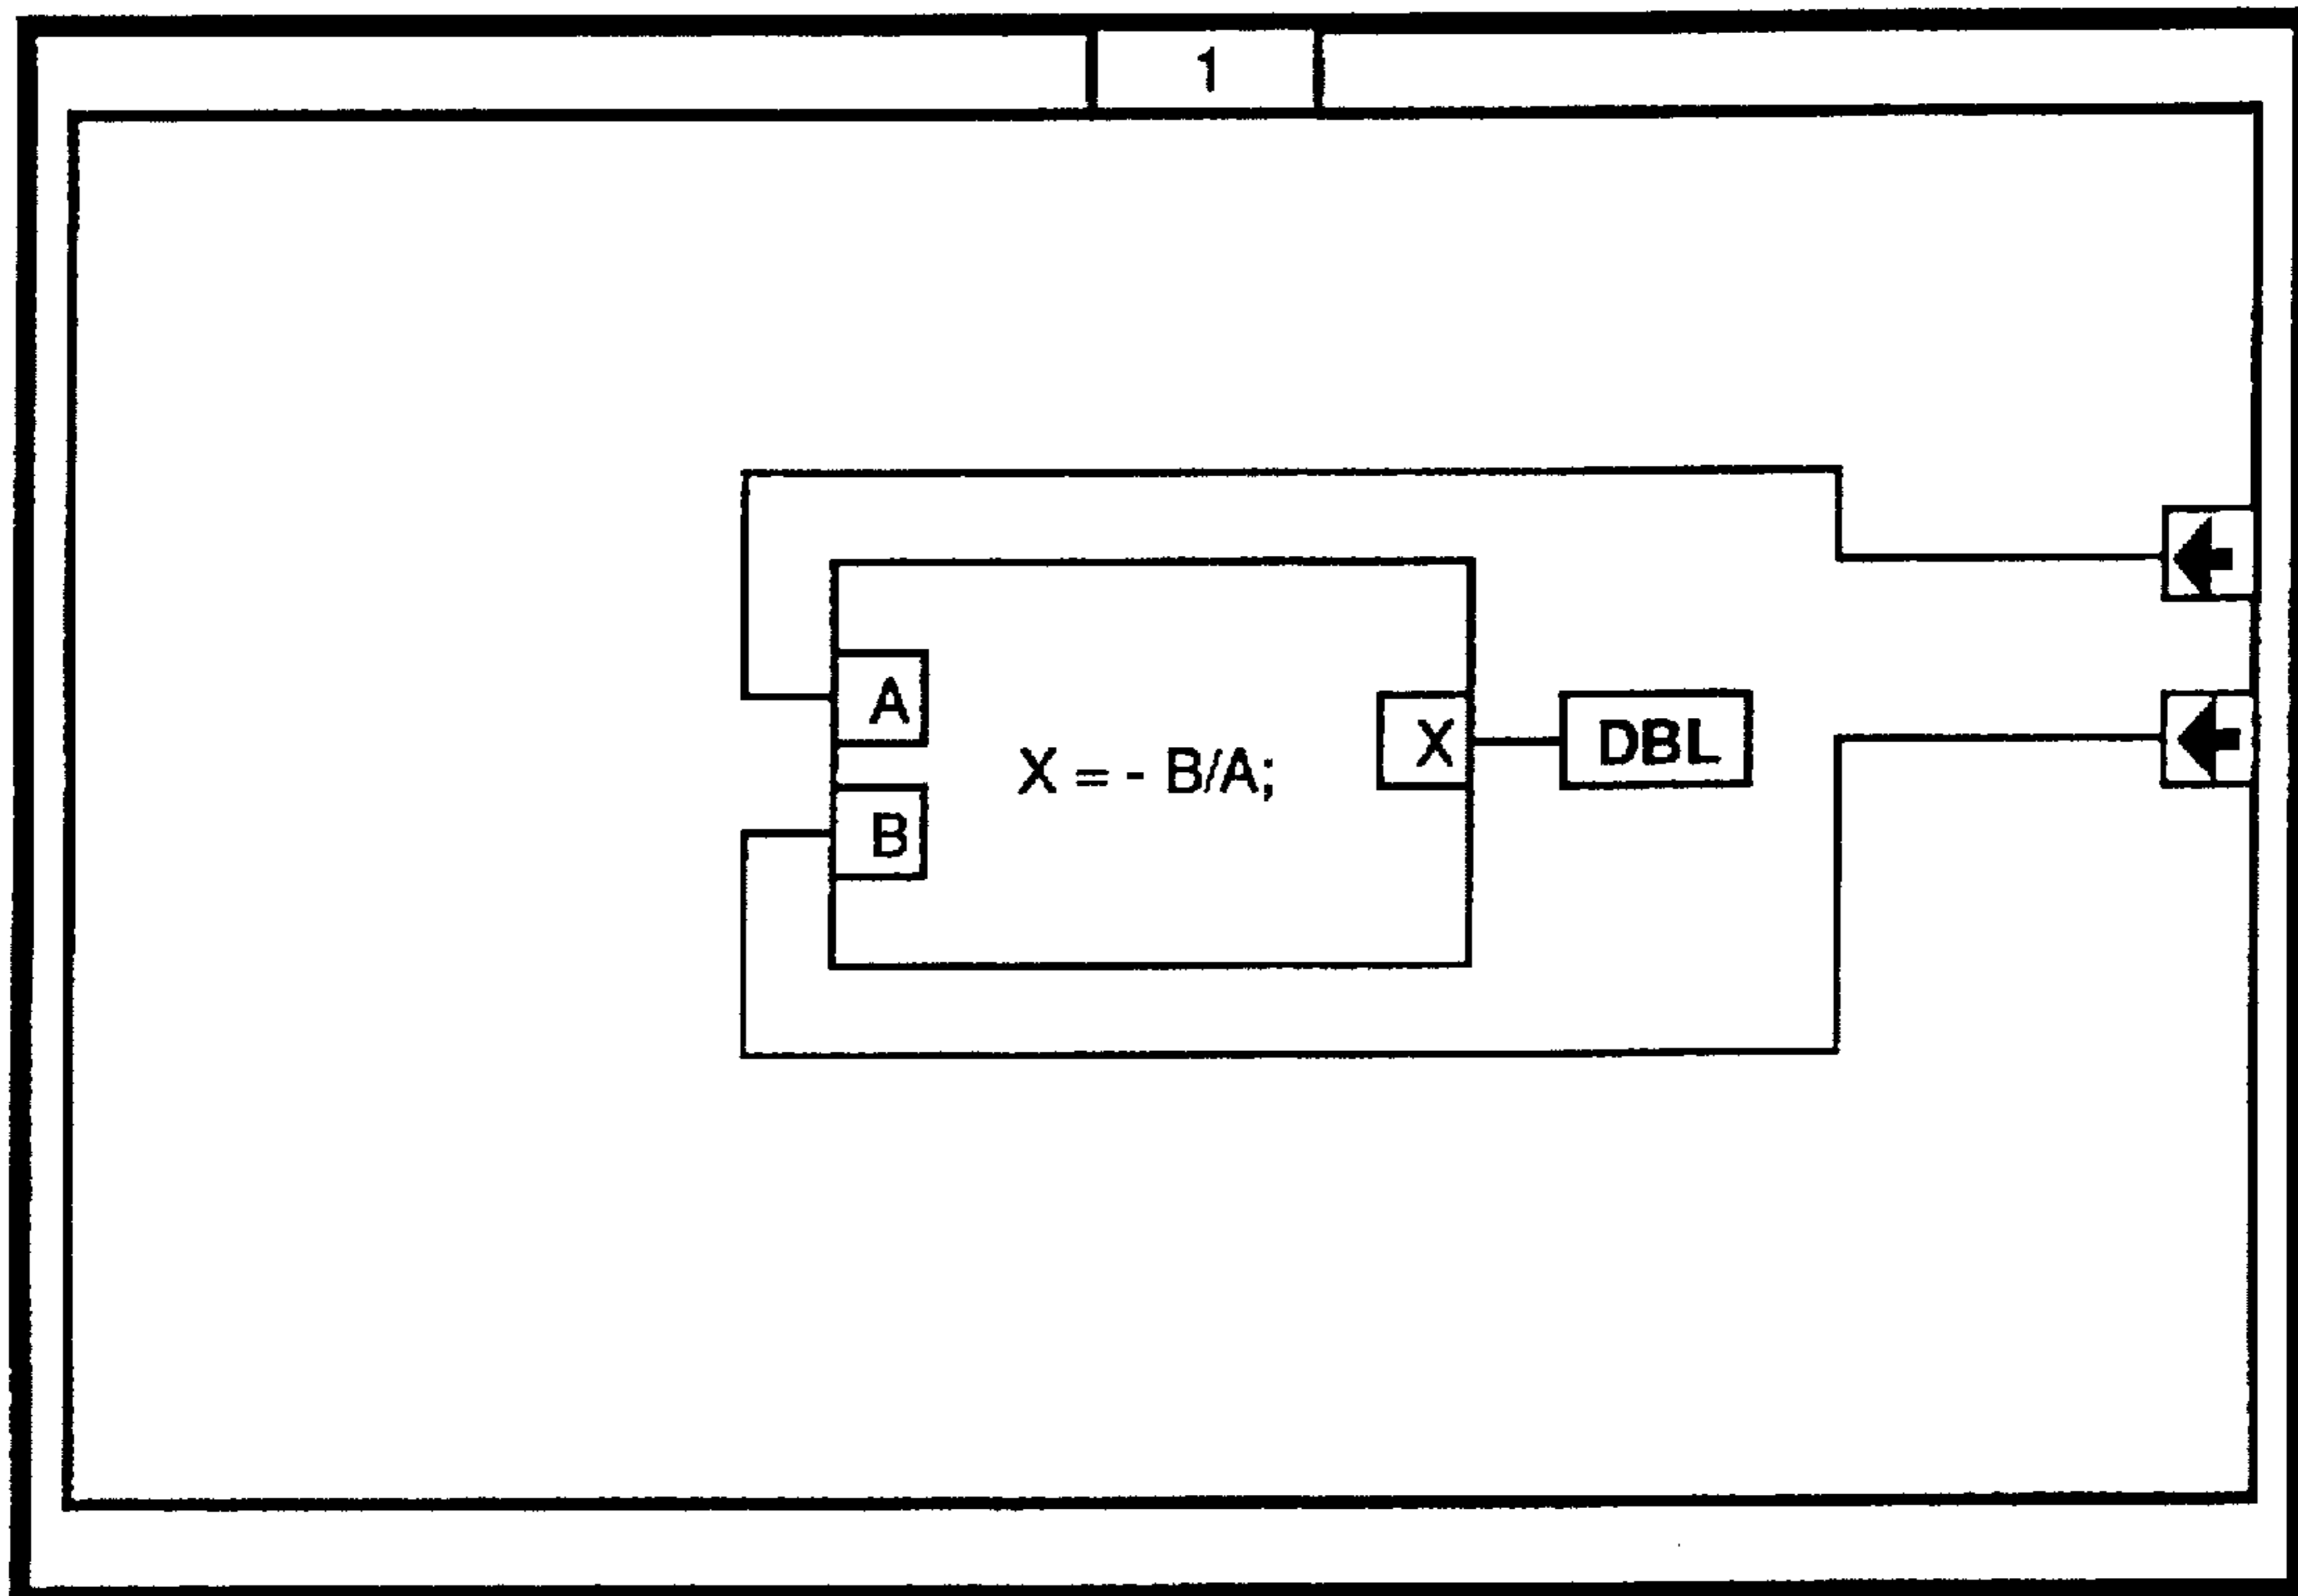 1
A
X
DBL
X = - B/A;
B